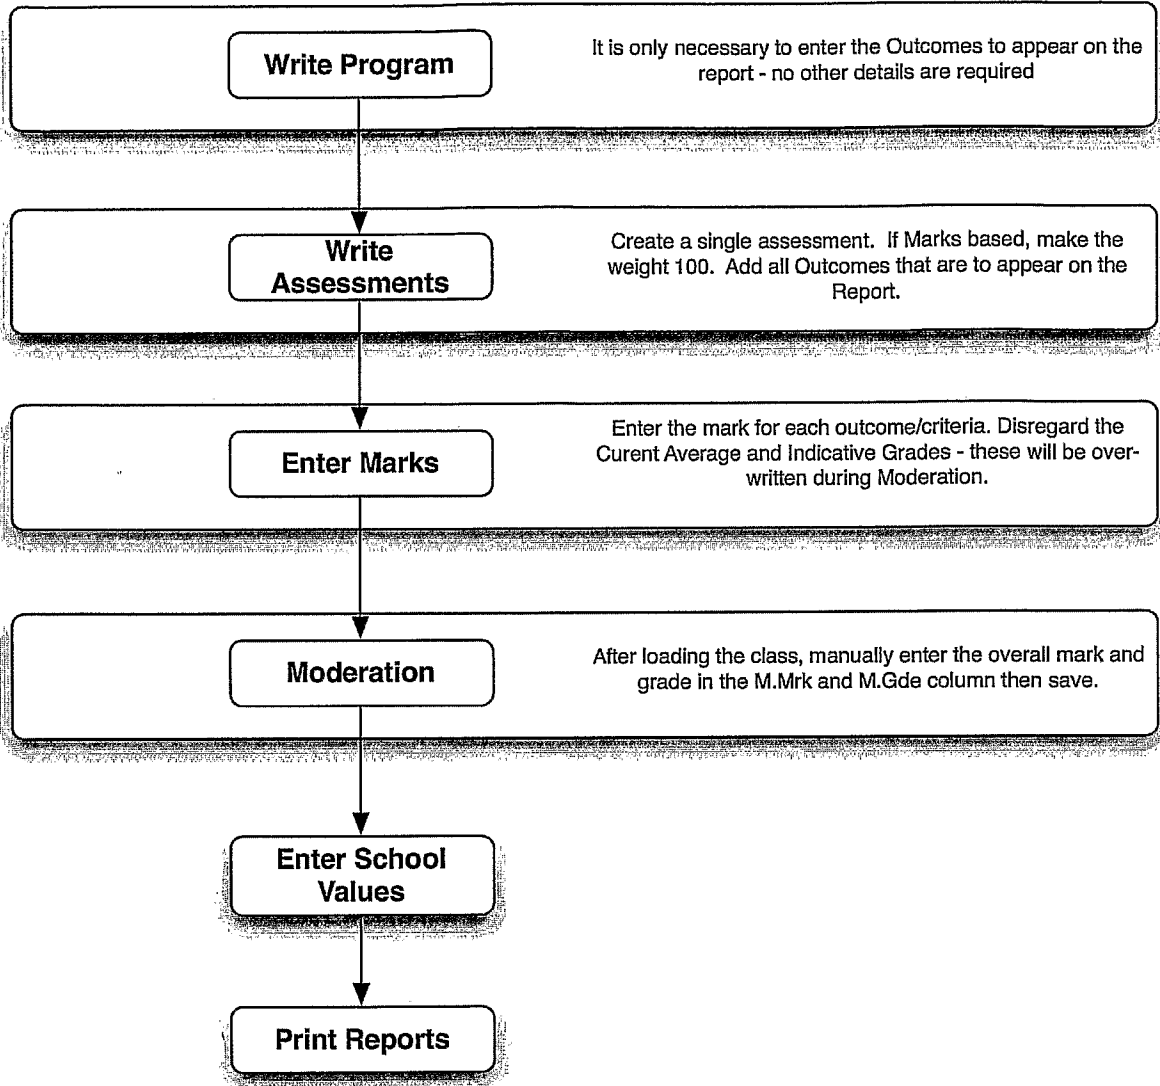 Write Program
It is only necessary to enter the Outcomes to appear on the
report - no other details are required
Write
Assessments
Create a single assessment. If Marks based, make the
weight 100. Add all Outcomes that are to appear on the
Report.
Enter Marks
Enter the mark for each outcome/criteria. Disregard the
Curent Average and Indicative Grades - these will be over-
written during Moderation.
Moderation
After loading the class, manually enter the overall mark and
grade in the M.Mrk and M.Gde column then save.
Enter School
Values
Print Reports